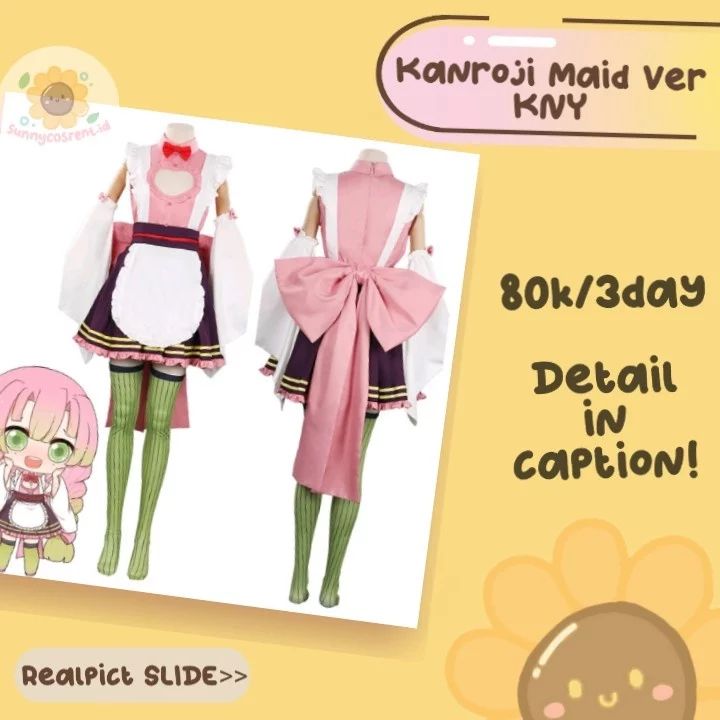 sunnycosrent.id
Kanroji Maid Ver
KNY
80k/3day
Detail
in
caption!
RealPict SLIDE>>